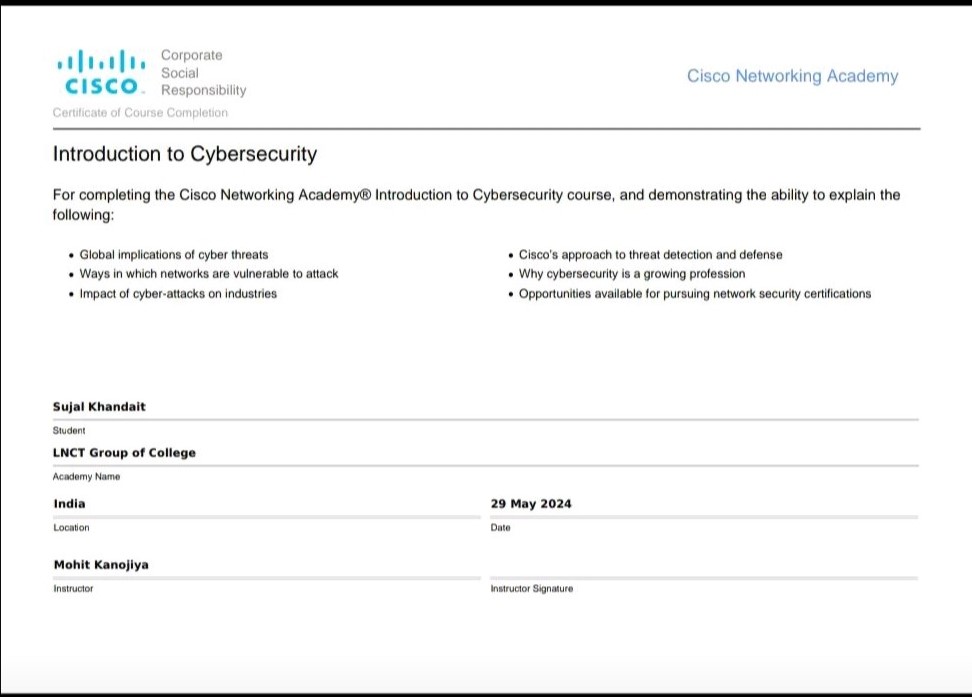 Corporate
Social
CISCO. Responsibility
Cisco Networking Academy
Certificate of Course Completion
Introduction to Cybersecurity
For completing the Cisco Networking Academy® Introduction to Cybersecurity course, and demonstrating the ability to explain the
following:
• Global implications of cyber threats
• Ways in which networks are vulnerable to attack
• Impact of cyber-attacks on industries
• Cisco's approach to threat detection and defense
• Why cybersecurity is a growing profession
• Opportunities available for pursuing network security certifications
Sujal Khandait
Student
LNCT Group of College
Academy Name
India
Location
29 May 2024
Date
Mohit Kanojiya
Instructor
Instructor Signature